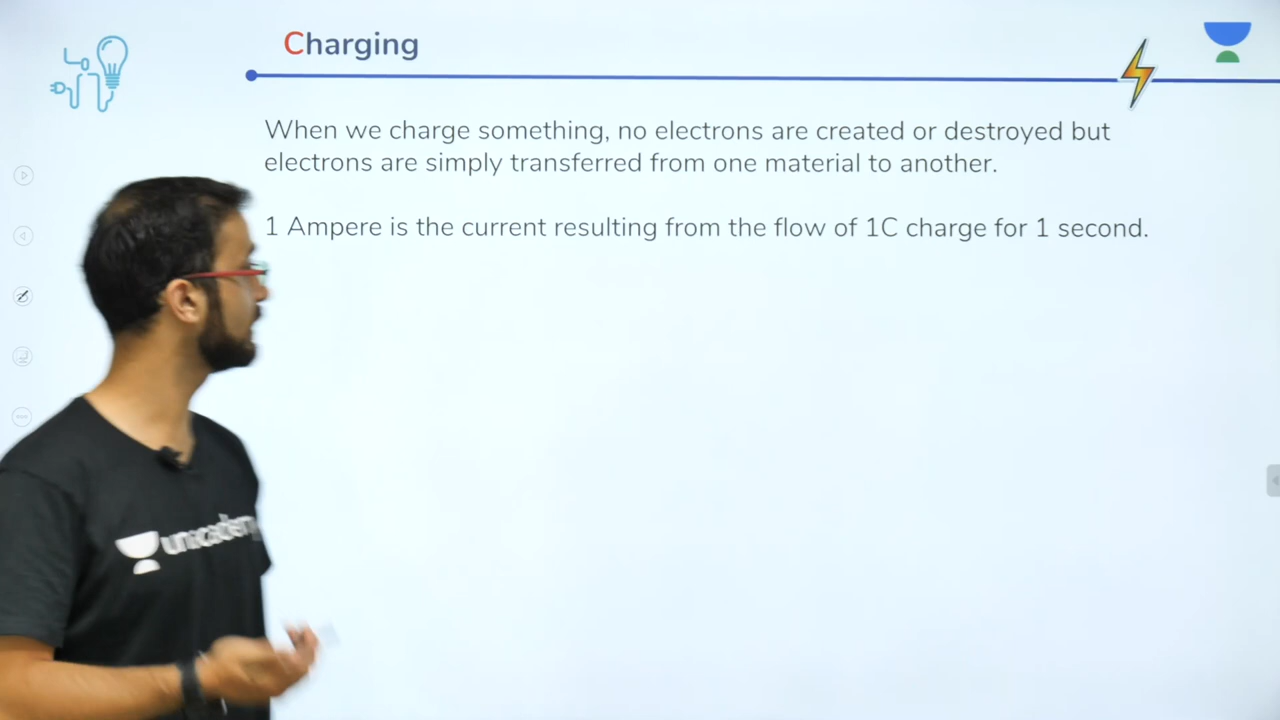 Charging
When we charge something, no electrons are created or destroyed but
electrons are simply transferred from one material to another.
1 Ampere is the current resulting from the flow of 1C charge for 1 second.
unacademy